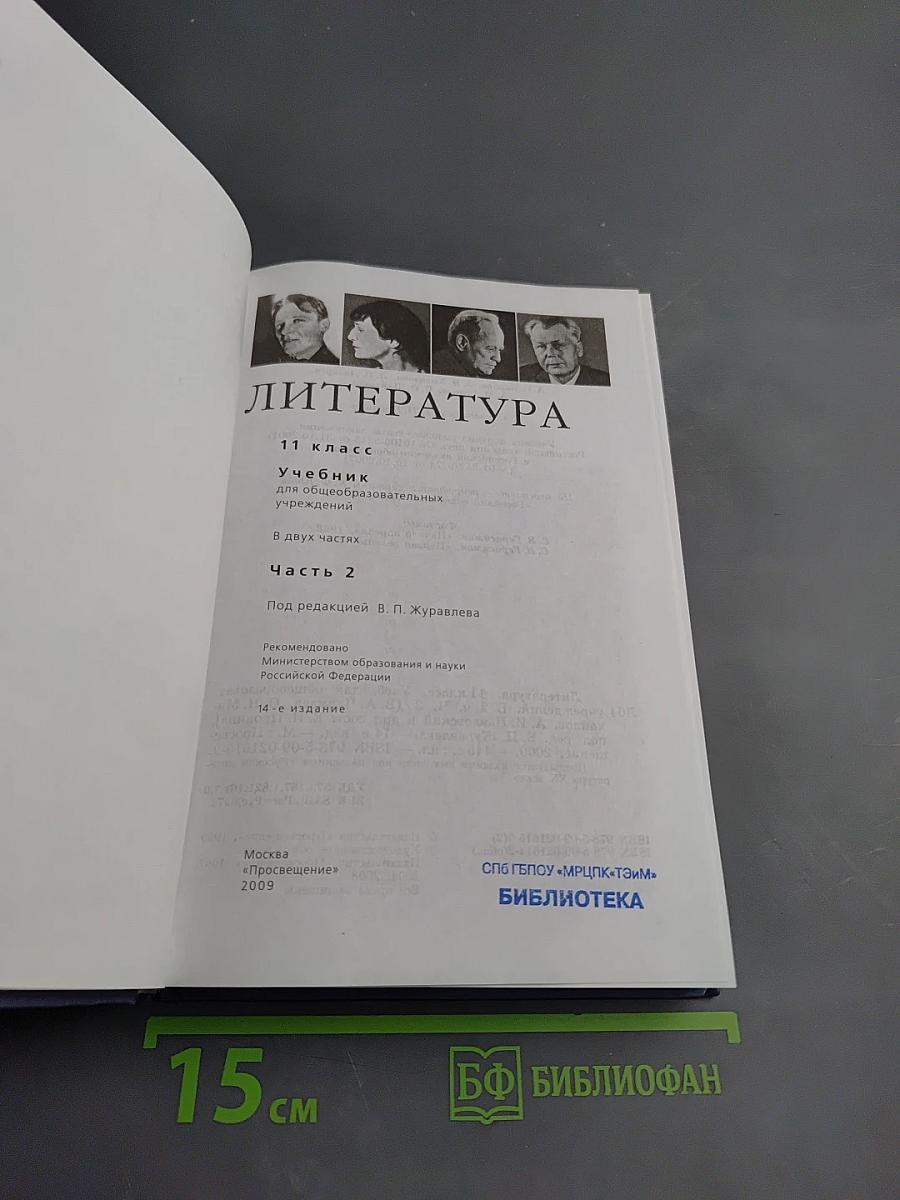 ЛИТЕРАТУРА
11 класс
Учебник
для общеобразовательных
учреждений
В двух частях
Часть 2
Под редакцией В. П. Журавлева
Рекомендовано
Министерством образования и науки
Российской Федерации
14-е издание
Москва
«Просвещение»
2009
СПб ГБПОУ «МРЦПК«ТЭиМ»
БИБЛИОТЕКА
15 см
БФ БИБЛИОФАН